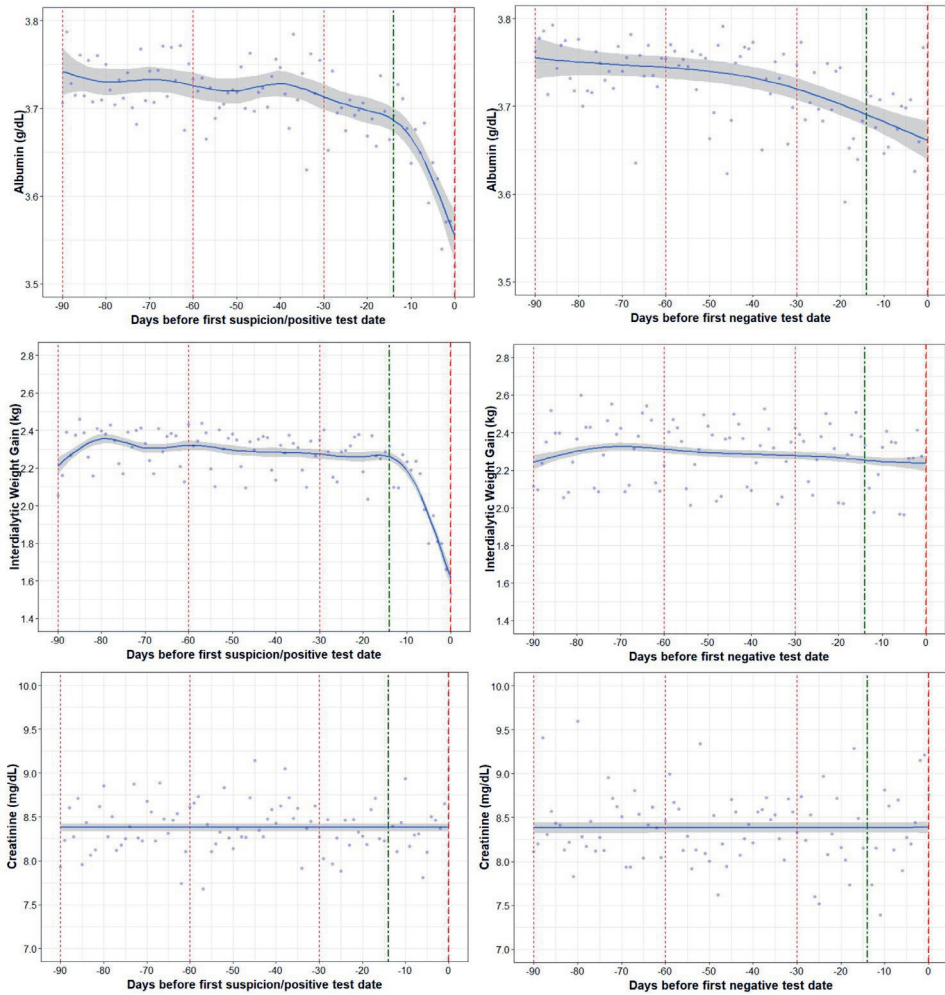 3.8
3.7
3.6
3.5
Albumin (g/dL)
-90 -80 -70 -60 -50 -40 -30 -20 -10 0
Days before first suspicion/positive test date
3.8
3.7
3.6
3.5
Albumin (g/dL)
-90 -80 -70 -60 -50 -40 -30 -20 -10 0
Days before first negative test date
2.8
2.6
2.4
2.2
2.0
1.8
1.6
1.4
Interdialytic Weight Gain (kg)
-90 -80 -70 -60 -50 -40 -30 -20 -10 0
Days before first suspicion/positive test date
2.8
2.6
2.4
2.2
2.0
1.8
1.6
1.4
Interdialytic Weight Gain (kg)
-90 -80 -70 -60 -50 -40 -30 -20 -10 0
Days before first negative test date
10.0
9.5
9.0
8.5
8.0
7.5
7.0
Creatinine (mg/dL)
-90 -80 -70 -60 -50 -40 -30 -20 -10 0
Days before first suspicion/positive test date
10.0
9.5
9.0
8.5
8.0
7.5
7.0
Creatinine (mg/dL)
-90 -80 -70 -60 -50 -40 -30 -20 -10 0
Days before first negative test date